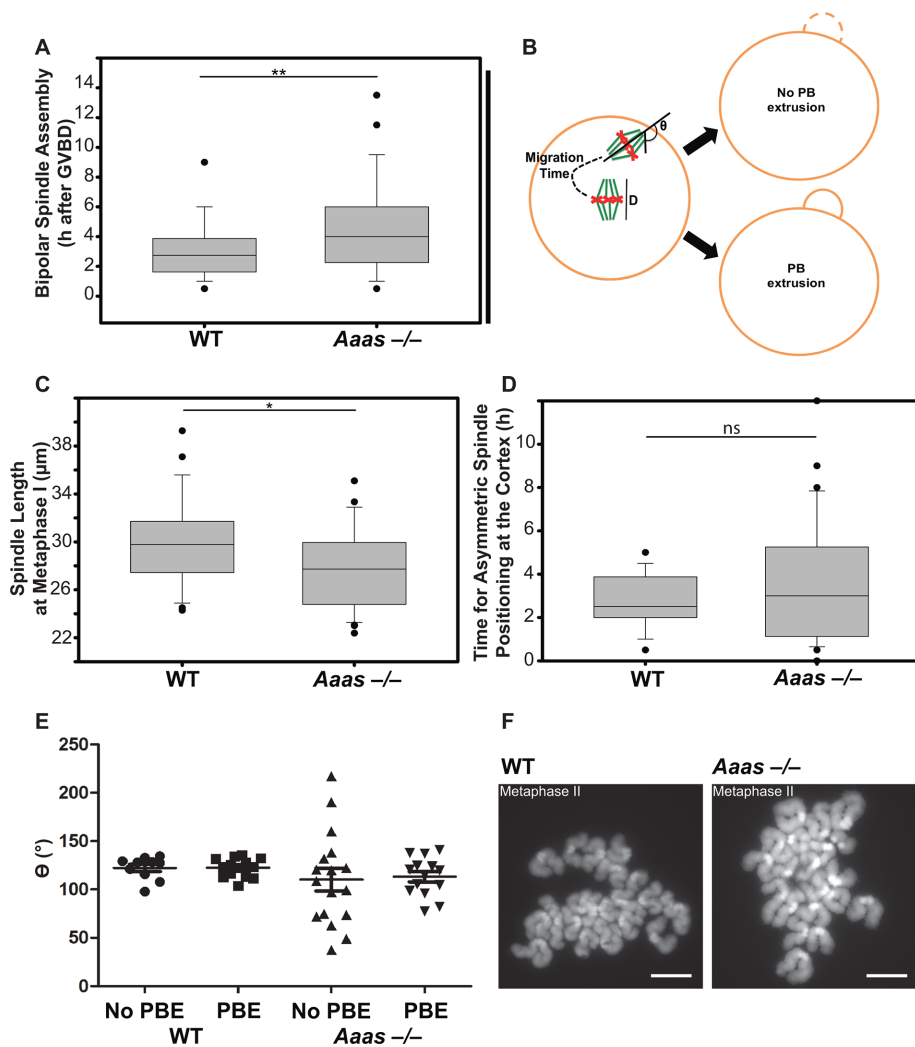 A
Bipolar Spindle Assembly
(h after GVBD)
14
12
10
8
6
4
2
0
**
WT
Aaas –/–
B
Migration
Time
θ
D
No PB
extrusion
PB
extrusion
C
Spindle Length
at Metaphase I (µm)
38
34
30
26
22
*
WT
Aaas –/–
D
Time for Asymmetric Spindle
Positioning at the Cortex (h)
10
8
6
4
2
0
ns
WT
Aaas –/–
E
Θ (°)
250
200
150
100
50
0
No PBE PBE No PBE PBE
WT Aaas –/–
F
WT
Metaphase II
Aaas –/–
Metaphase II